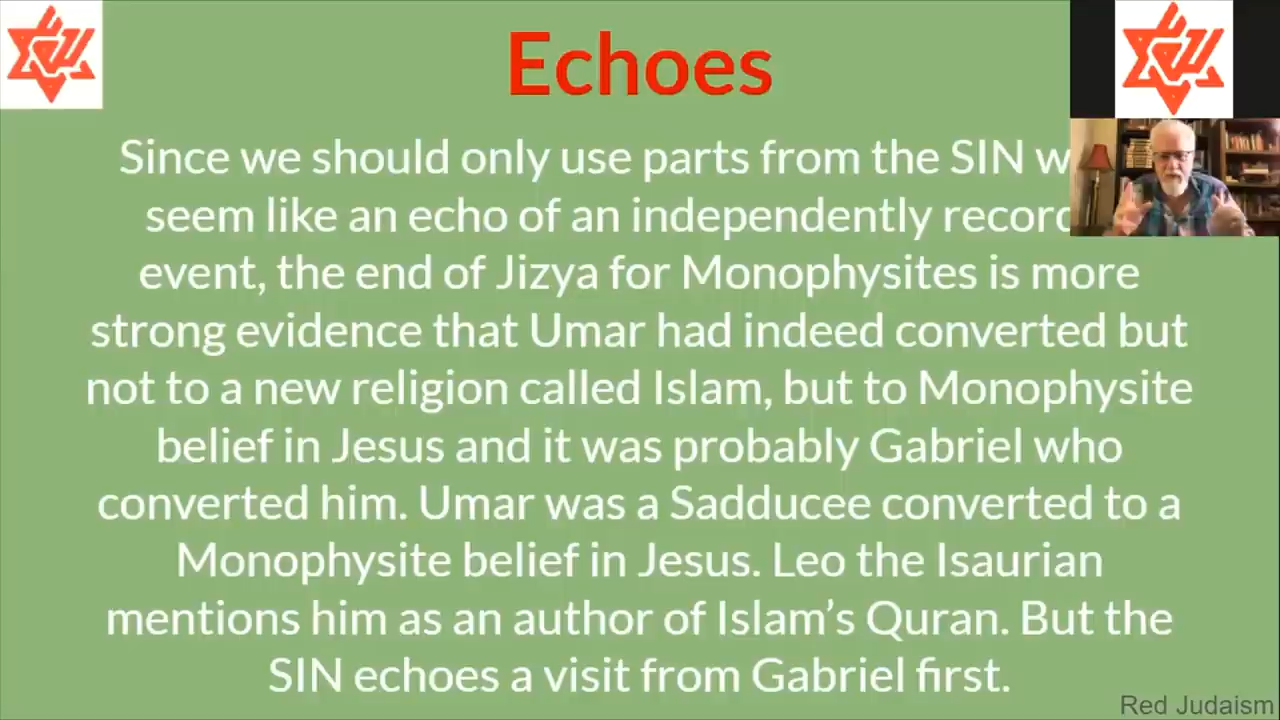 Echoes
Since we should only use parts from the SIN
seem like an echo of an independently
event, the end of Jizya for Monophysites is more
strong evidence that Umar had indeed converted but
not to a new religion called Islam, but to Monophysite
belief in Jesus and it was probably Gabriel who
converted him. Umar was a Sadducee converted to a
Monophysite belief in Jesus. Leo the Isaurian
mentions him as an author of Islam’s Quran. But the
SIN echoes a visit from Gabriel first.
Red Judaism